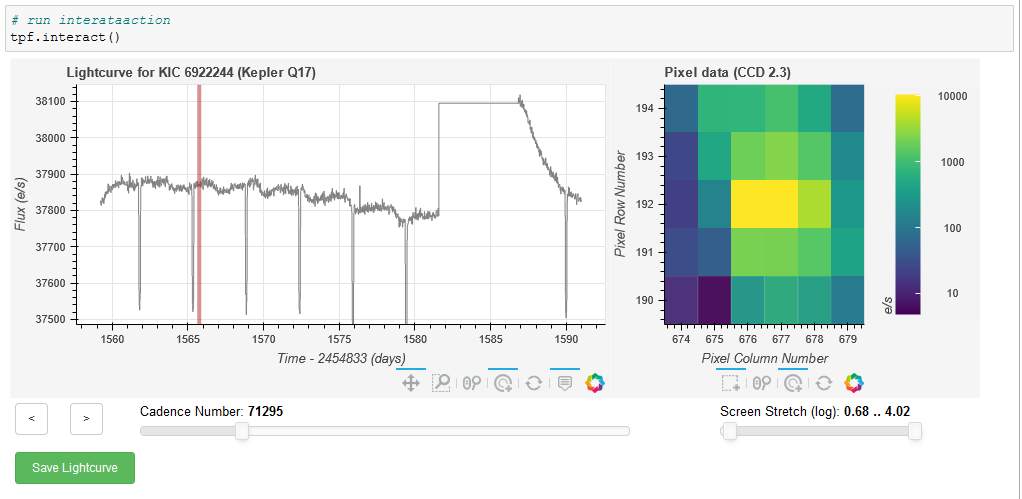 # run interataaction
tpf.interact()
Lightcurve for KIC 6922244 (Kepler Q17)
38100
38000
37900
37800
37700
37600
37500
Flux (e/s)
1560 1565 1570 1575 1580 1585 1590
Time - 2454833 (days)
Pixel data (CCD 2.3)
194
193
192
191
190
Pixel Row Number
674 675 676 677 678 679
Pixel Column Number
10000
1000
100
10
e/s
< > Cadence Number: 71295
Screen Stretch (log): 0.68 .. 4.02
Save Lightcurve